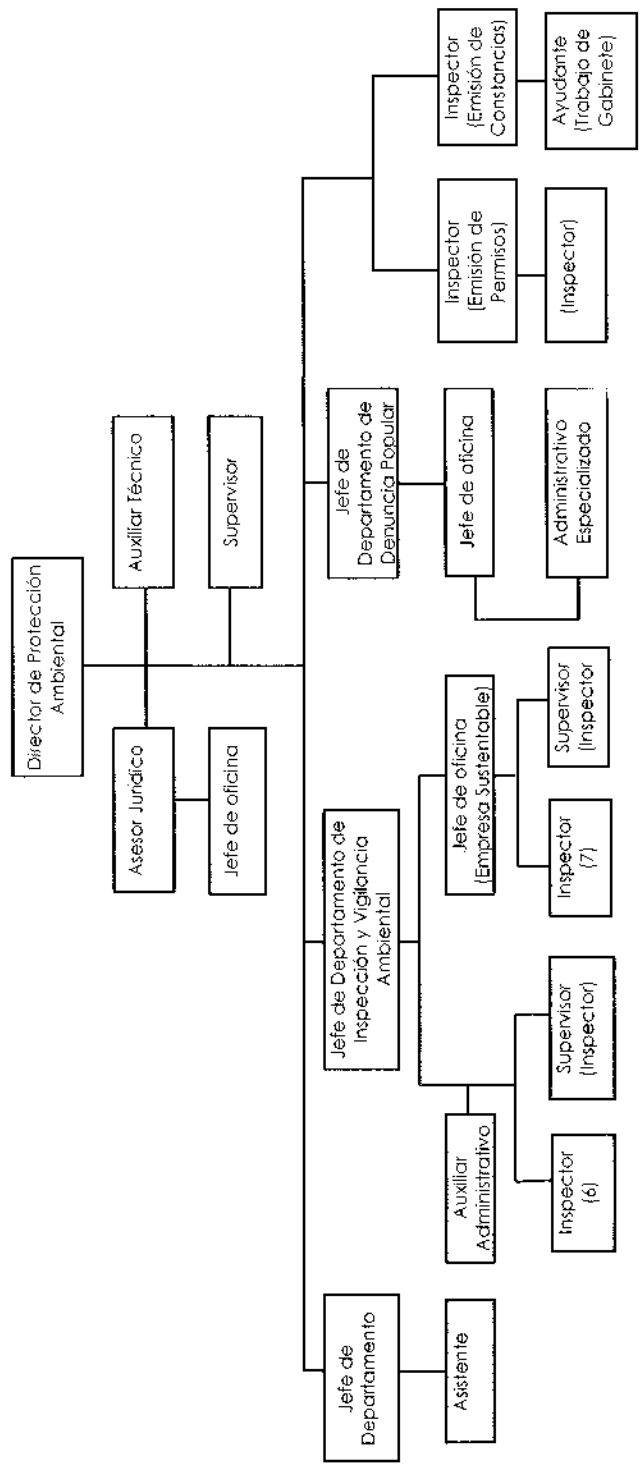 Director de Protección
Ambiental
Asesor Jurídico
Auxiliar Técnico
Jefe de oficina
Supervisor
Jefe de
Departamento
Jefe de Departamento de
Inspección y Vigilancia
Ambiental
Jefe de
Departamento de
Denuncia Popular
Asistente
Auxiliar
Administrativo
Jefe de oficina
(Empresa Sustentable)
Jefe de oficina
Inspector
(Emisión de
Permisos)
Inspector
(Emisión de
Constancias)
Inspector
(6)
Supervisor
(Inspector)
Inspector
(7)
Supervisor
(Inspector)
Administrativo
Especializado
(Inspector)
Ayudante
(Trabajo de
Gabinete)